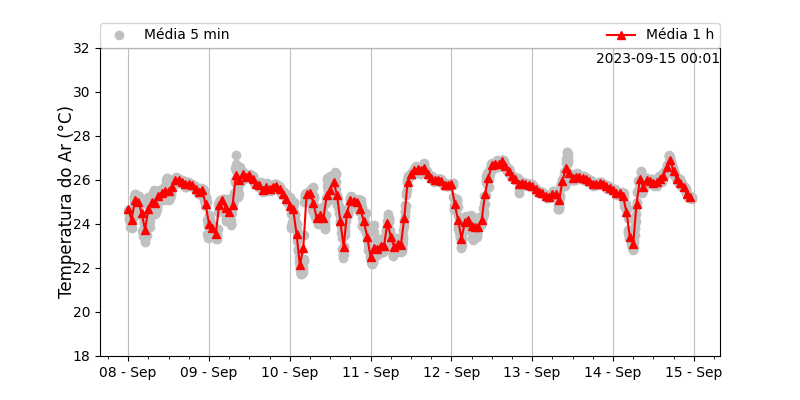 Média 5 min
Média 1 h
2023-09-15 00:01
Temperatura do Ar (°C)
32
30
28
26
24
22
20
18
08 - Sep
09 - Sep
10 - Sep
11 - Sep
12 - Sep
13 - Sep
14 - Sep
15 - Sep